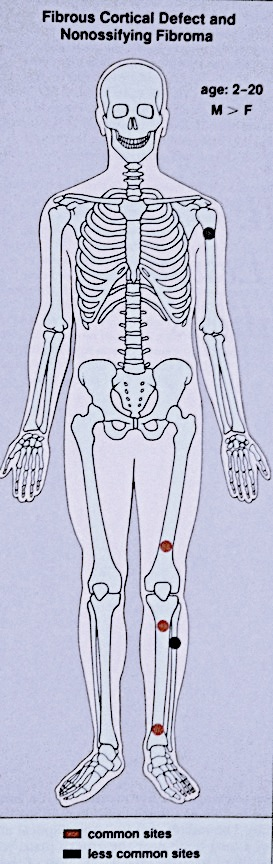 Fibrous Cortical Defect and
Nonossifying Fibroma
age: 2–20
M > F
common sites
less common sites